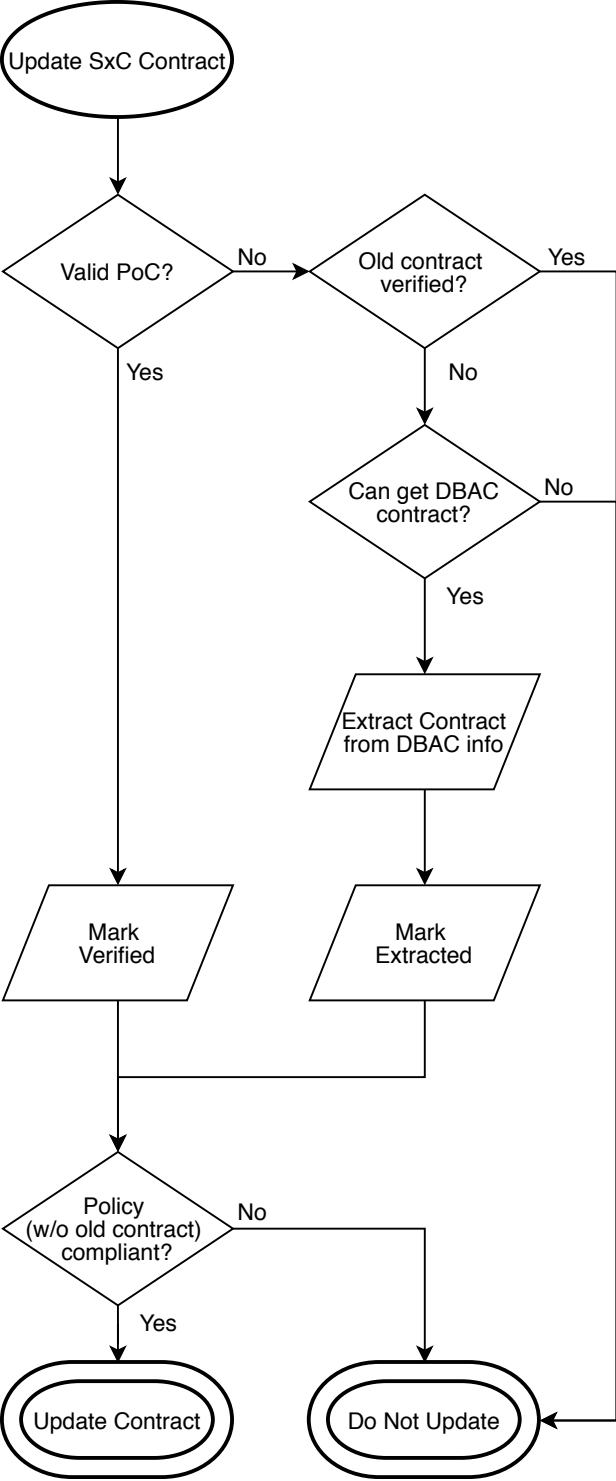 Update SxC Contract
Valid PoC?
No
Old contract
verified?
Yes
Yes
No
Can get DBAC
contract?
No
Yes
Extract Contract
from DBAC info
Mark
Verified
Mark
Extracted
Policy
(w/o old contract)
compliant?
No
Yes
Update Contract
Do Not Update